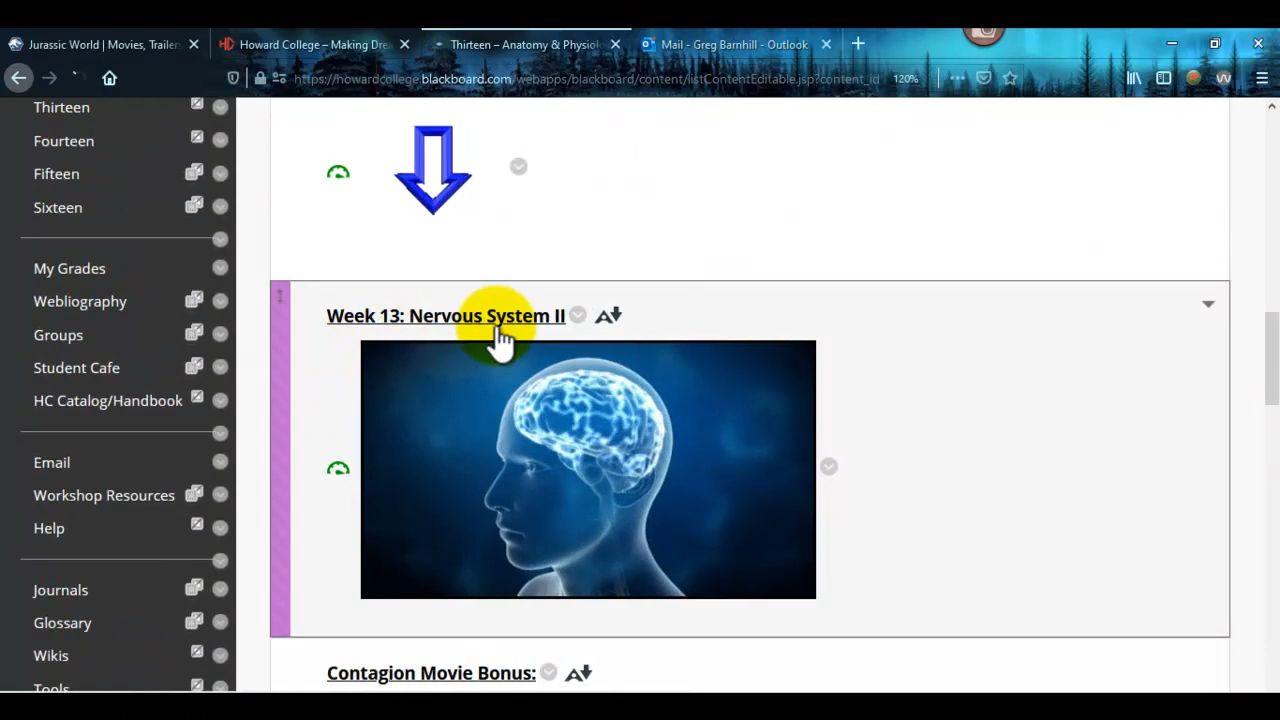 Jurassic World | Movies, Trailer
Howard College – Making Dre
Thirteen – Anatomy & Physiol
Mail - Greg Barnhill - Outlook
https://howardcollege.blackboard.com/webapps/blackboard/content/listContentEditable.jsp?content_id
120%
Thirteen
Fourteen
Fifteen
Sixteen
My Grades
Webliography
Groups
Student Cafe
HC Catalog/Handbook
Email
Workshop Resources
Help
Journals
Glossary
Wikis
Tools
Week 13: Nervous System II
Contagion Movie Bonus: